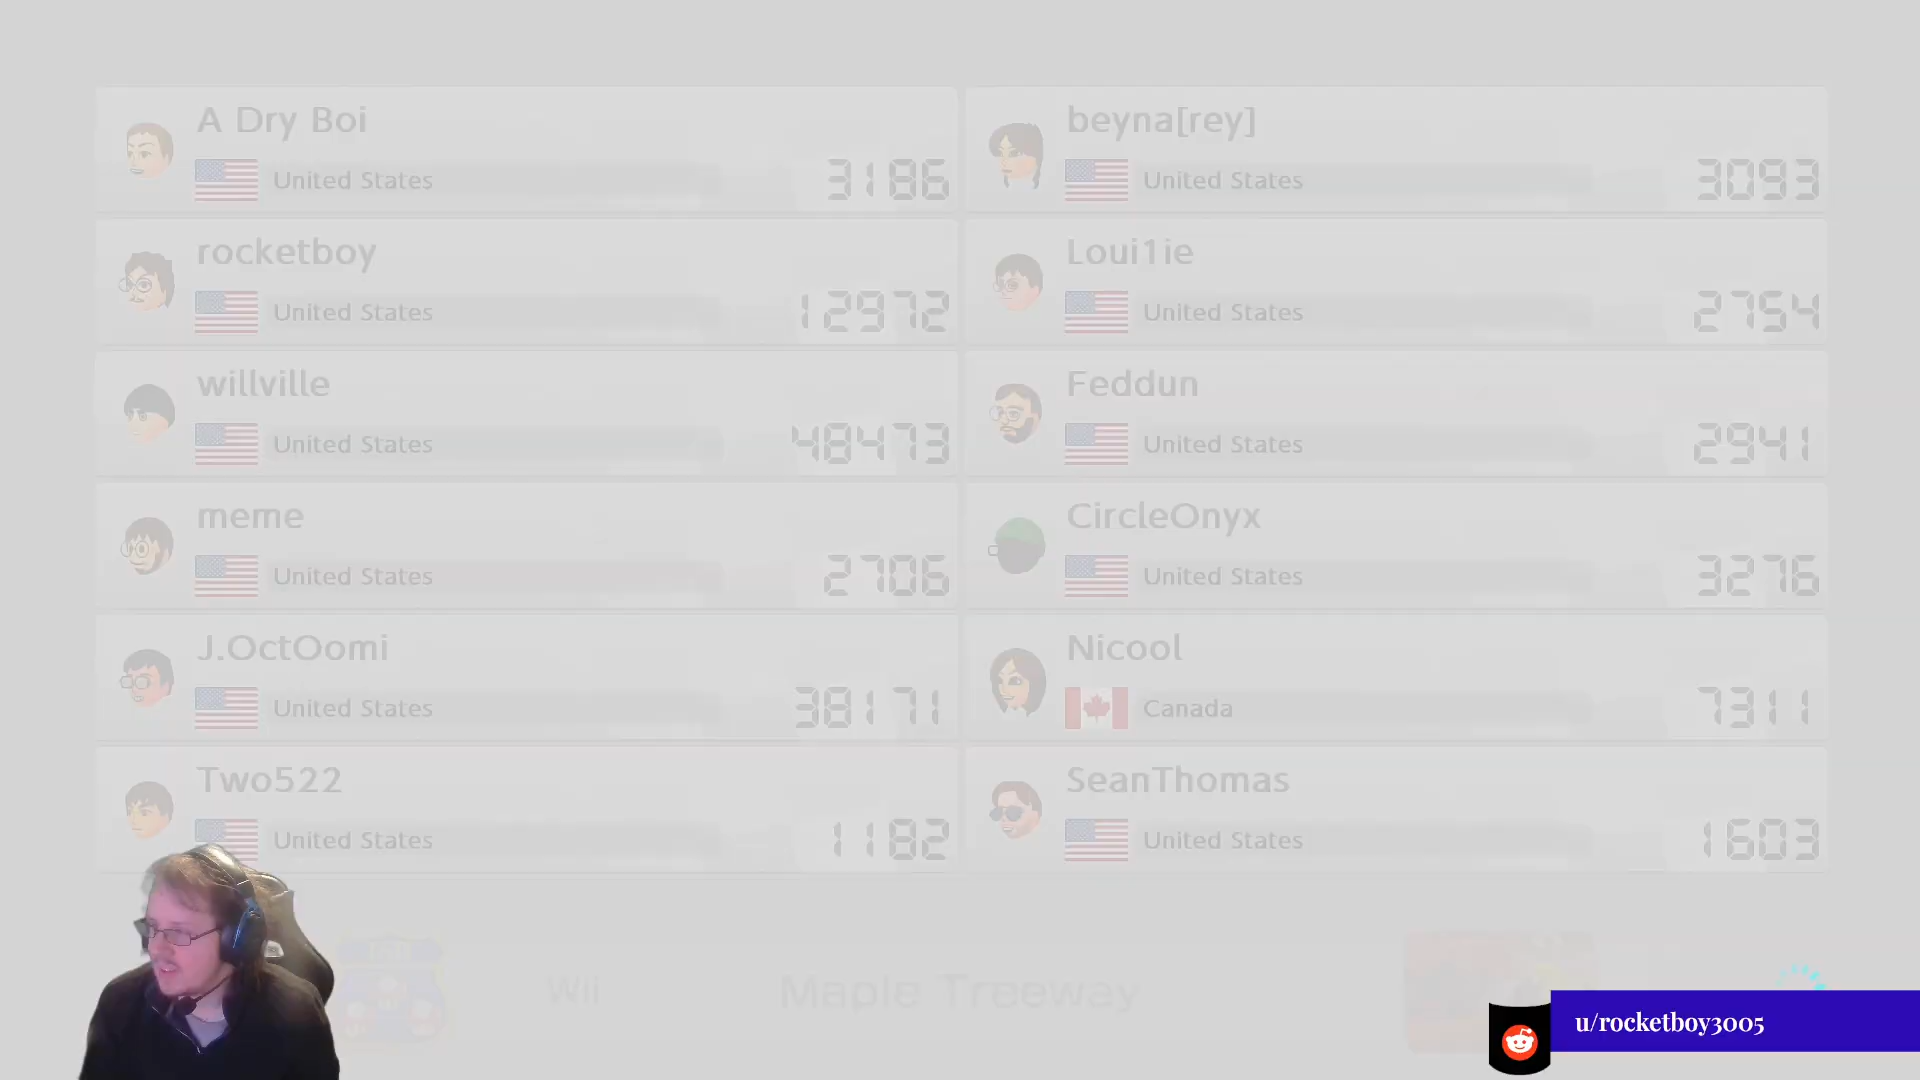 A Dry Boi
United States 3186
beyna[rey]
United States 3093
rocketboy
United States 12972
Loui1ie
United States 2754
willville
United States 48473
Feddun
United States 2941
meme
United States 2706
CircleOnyx
United States 3276
J.OctOomi
United States 38171
Nicool
Canada 7311
Two522
United States 1182
SeanThomas
United States 1603
Wii Maple Treeway
u/rocketboy3005